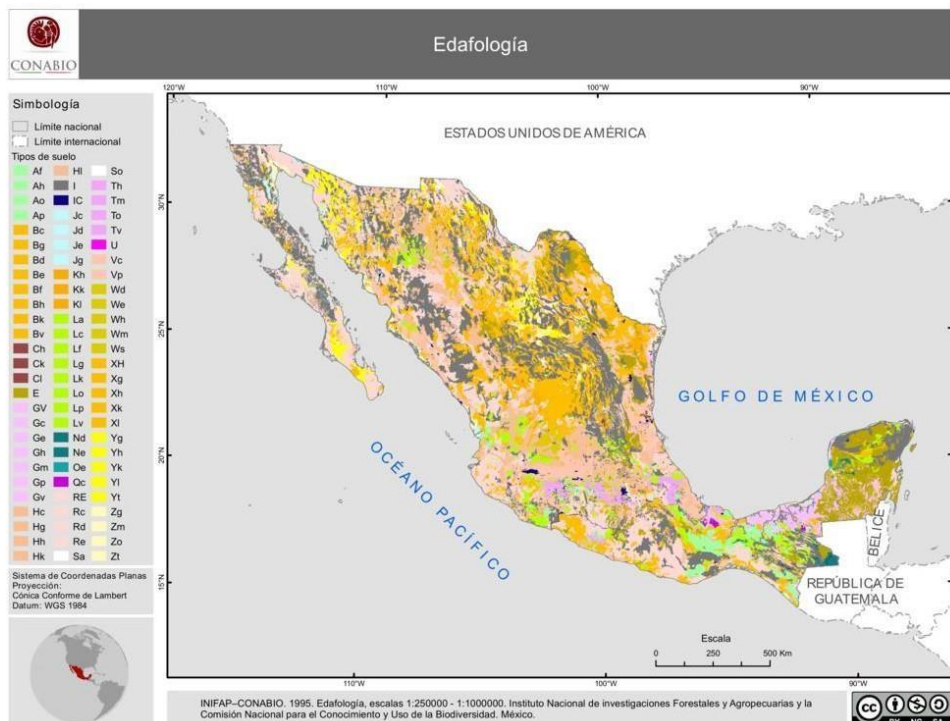 CONABIO
Edafología
Simbología
Límite nacional
Límite internacional
Tipos de suelo
Af Hl So
Ah I Th
Ao IC Tm
Ap Jc To
Bc Jd Tv
Bg Je U
Bd Jg Vc
Be Kh Vp
Bf Kk Wd
Bh Kl We
Bk La Wh
Bv Lc Wm
Ch Lf Ws
Ck Lg XH
Cl Lk Xg
E Lo Xh
GV Lp Xk
Gc Lv Xl
Ge Nd Yg
Gh Ne Yh
Gm Oe Yk
Gp Qc Yl
Gv RE Yt
Hc Rc Zg
Hg Rd Zm
Hh Re Zo
Hk Sa Zt
Sistema de Coordenadas Planas
Proyección:
Cónica Conforme de Lambert
Datum: WGS 1984
120°W 110°W 100°W 90°W
30°N
25°N
20°N
15°N
ESTADOS UNIDOS DE AMÉRICA
GOLFO DE MÉXICO
OCÉANO PACÍFICO
BELICE
REPÚBLICA DE
GUATEMALA
Escala
0 250 500 Km
110°W 100°W 90°W
INIFAP–CONABIO. 1995. Edafología, escalas 1:250000 - 1:1000000. Instituto Nacional de investigaciones Forestales y Agropecuarias y la
Comisión Nacional para el Conocimiento y Uso de la Biodiversidad. México.
cc